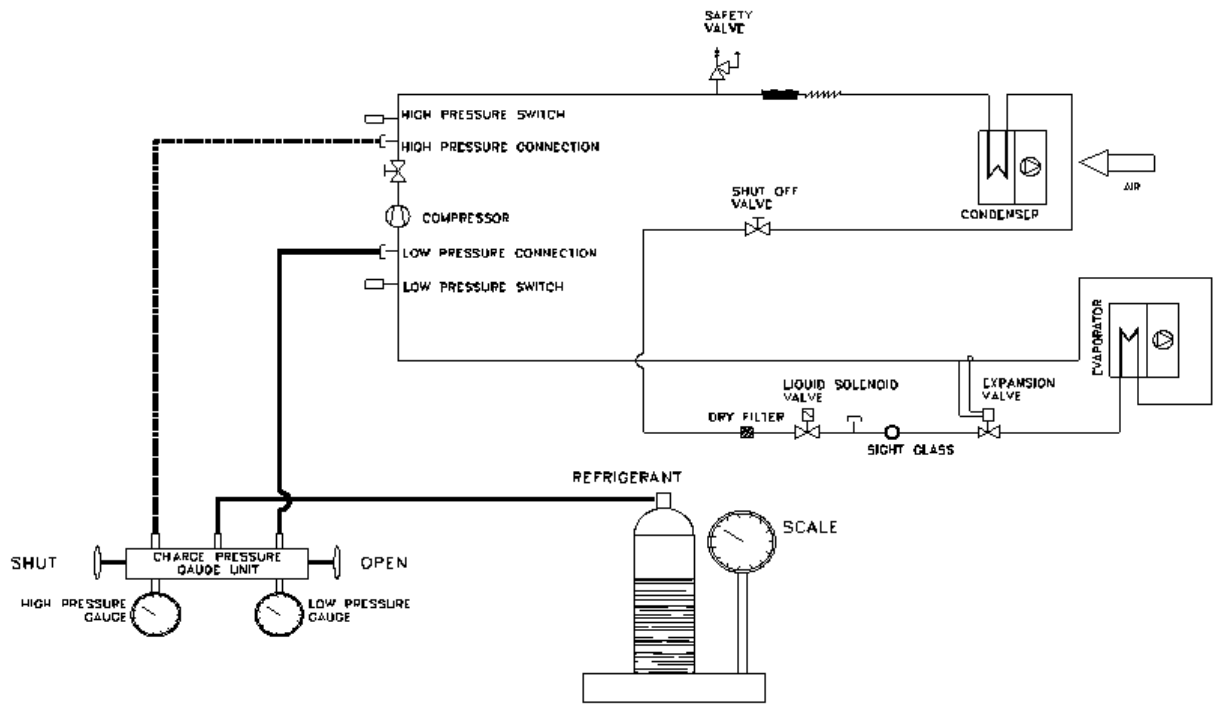 SAFETY
VALVE
HIGH PRESSURE SWITCH
HIGH PRESSURE CONNECTION
AIR
SHUT OFF
VALVE
CONDENSER
COMPRESSOR
LOW PRESSURE CONNECTION
LOW PRESSURE SWITCH
EVAPORATOR
LIQUID SOLENOID
VALVE
EXPANSION
VALVE
DRY FILTER
SIGHT GLASS
REFRIGERANT
SCALE
CHARGE PRESSURE
GAUGE UNIT
SHUT
OPEN
HIGH PRESSURE
GAUGE
LOW PRESSURE
GAUGE